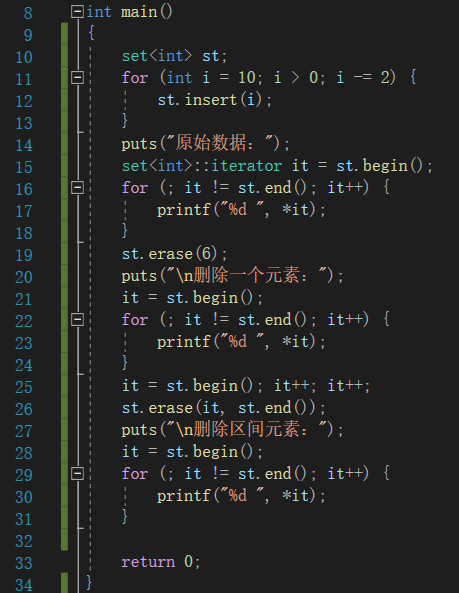 8 int main()
9 {
10 set<int> st;
11 for (int i = 10; i > 0; i -= 2) {
12 st.insert(i);
13 }
14 puts("原始数据：");
15 set<int>::iterator it = st.begin();
16 for (; it != st.end(); it++) {
17 printf("%d ", *it);
18 }
19 st.erase(6);
20 puts("\n删除一个元素：");
21 it = st.begin();
22 for (; it != st.end(); it++) {
23 printf("%d ", *it);
24 }
25 it = st.begin(); it++; it++;
26 st.erase(it, st.end());
27 puts("\n删除区间元素：");
28 it = st.begin();
29 for (; it != st.end(); it++) {
30 printf("%d ", *it);
31 }
32
33 return 0;
34 }